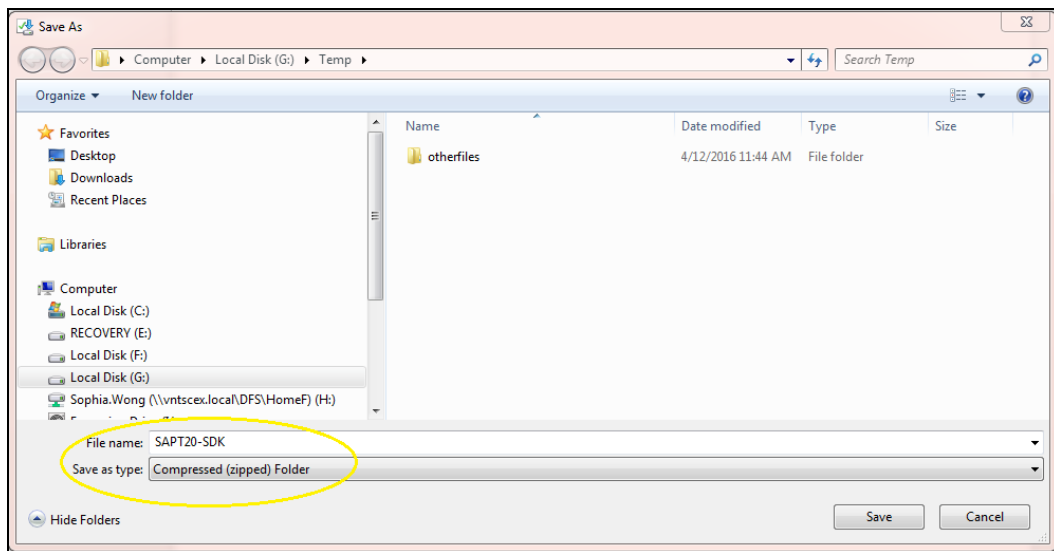 Save As
Computer Local Disk (G:) Temp
Search Temp
Organize New folder
Name Date modified Type Size
otherfiles 4/12/2016 11:44 AM File folder
Favorites
Desktop
Downloads
Recent Places
Libraries
Computer
Local Disk (C:)
RECOVERY (E:)
Local Disk (F:)
Local Disk (G:)
Sophia.Wong (\\vntscex.local\DFS\HomeF) (H:)
File name: SAPT20-SDK
Save as type: Compressed (zipped) Folder
Hide Folders Save Cancel